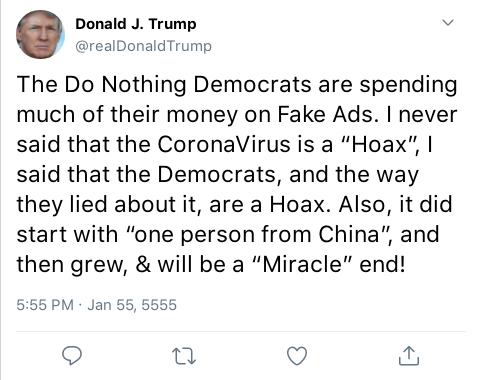 Donald J. Trump
@realDonaldTrump
The Do Nothing Democrats are spending
much of their money on Fake Ads. I never
said that the CoronaVirus is a “Hoax”, I
said that the Democrats, and the way
they lied about it, are a Hoax. Also, it did
start with “one person from China”, and
then grew, & will be a “Miracle” end!
5:55 PM · Jan 55, 5555